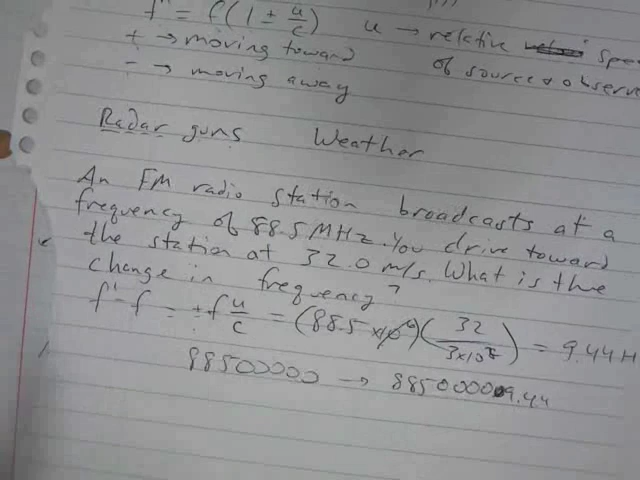 f' = f(1 ± u/c) u → relative spe
+ → moving toward of source & observe
- → moving away
Radar guns Weather
An FM radio station broadcasts at a
frequency of 88.5 MHz. You drive toward
the station at 32.0 m/s. What is the
change in frequency?
f' - f = +f u/c = (88.5 × 10⁶)(32/3×10⁸) = 9.44 H
88500000 → 88500009.44